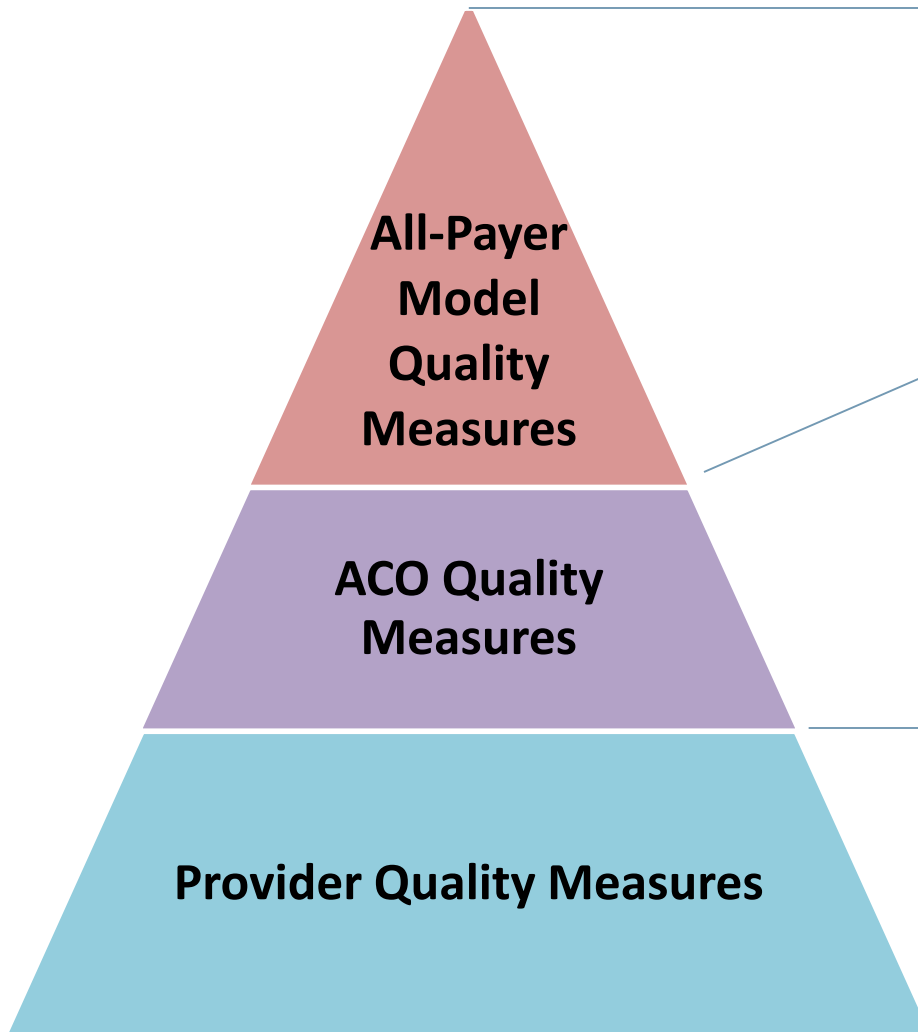 All-Payer
Model
Quality
Measures
ACO Quality
Measures
Provider Quality Measures